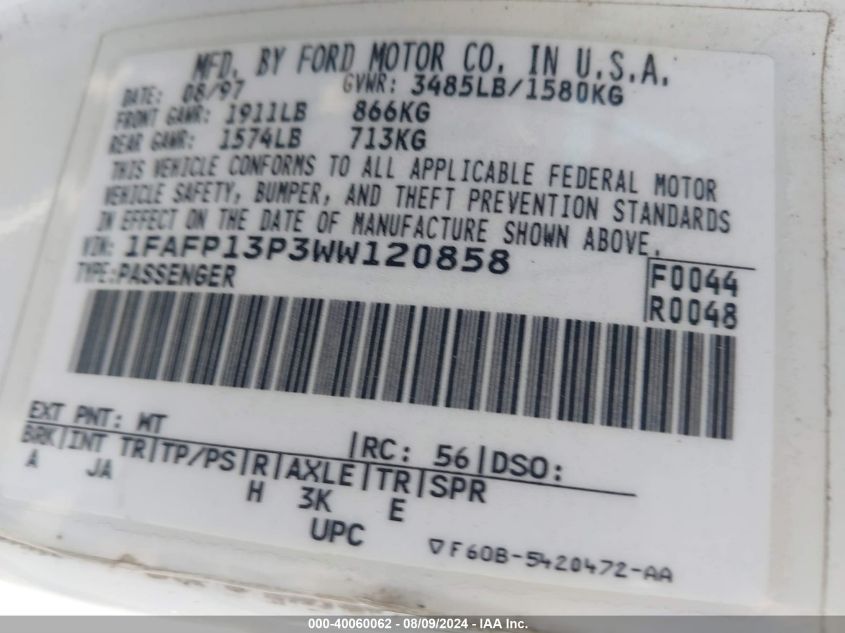 MFD. BY FORD MOTOR CO. IN U.S.A.
DATE: 08/97 GVWR: 3485LB/1580KG
FRONT GAWR: 1911LB 866KG
REAR GAWR: 1574LB 713KG
THIS VEHICLE CONFORMS TO ALL APPLICABLE FEDERAL MOTOR
VEHICLE SAFETY, BUMPER, AND THEFT PREVENTION STANDARDS
IN EFFECT ON THE DATE OF MANUFACTURE SHOWN ABOVE.
VIN: 1FAFP13P3WW120858
TYPE:PASSENGER
F0044
R0048
EXT PNT: WT |RC: 56|DSO:
BRK|INT TR|TP/PS|R|AXLE|TR|SPR
A JA H 3K E
UPC
▽F60B-5420472-AA
000-40060062 - 08/09/2024 - IAA Inc.